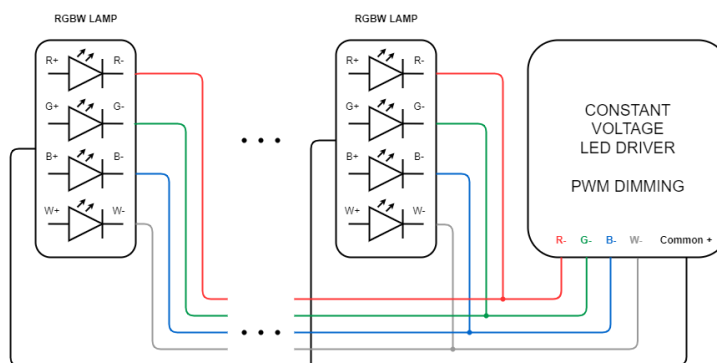 RGBW LAMP
R+ R-
G+ G-
B+ B-
W+ W-
RGBW LAMP
R+ R-
G+ G-
B+ B-
W+ W-
CONSTANT
VOLTAGE
LED DRIVER
PWM DIMMING
R- G- B- W- Common +